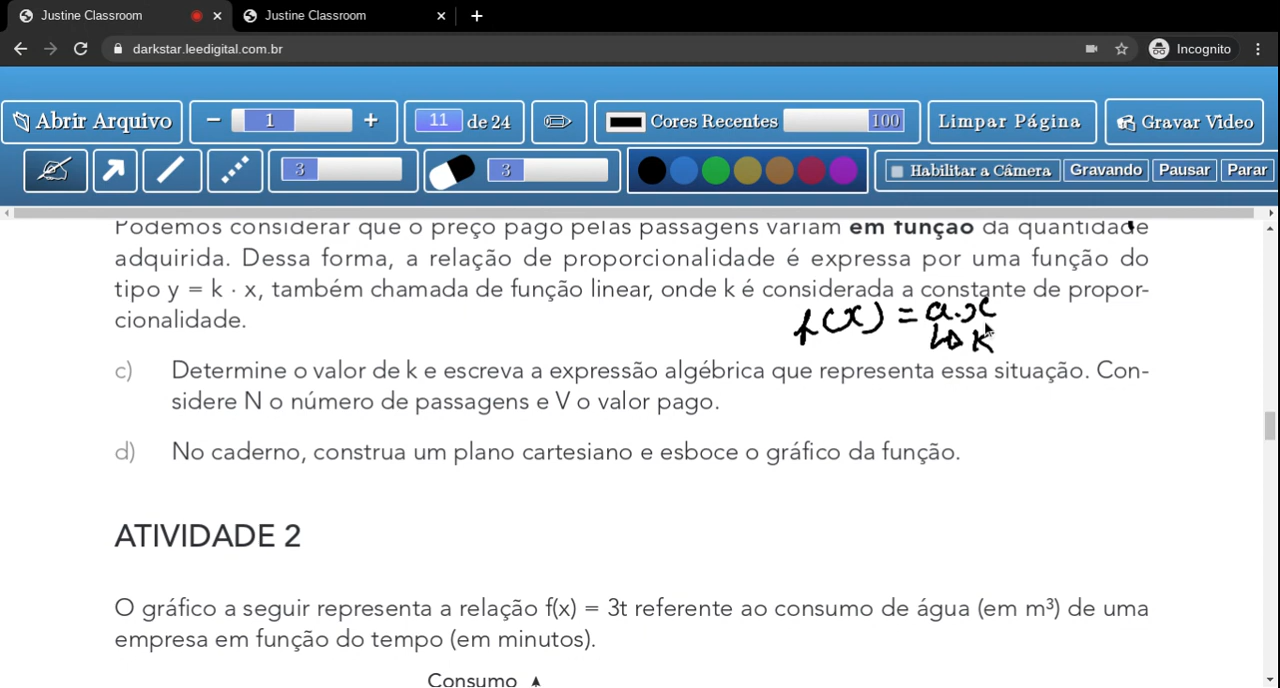 Justine Classroom
Justine Classroom
darkstar.leedigital.com.br
Incognito
Abrir Arquivo
− 1 +
11 de 24
Cores Recentes 100
Limpar Página
Gravar Video
3
3
Habilitar a Câmera
Gravando
Pausar
Parar
Podemos considerar que o preço pago pelas passagens variam em função da quantidade
adquirida. Dessa forma, a relação de proporcionalidade é expressa por uma função do
tipo y = k · x, também chamada de função linear, onde k é considerada a constante de propor-
cionalidade.
f(x) = a.x
↳ K
c) Determine o valor de k e escreva a expressão algébrica que representa essa situação. Con-
sidere N o número de passagens e V o valor pago.
d) No caderno, construa um plano cartesiano e esboce o gráfico da função.
ATIVIDADE 2
O gráfico a seguir representa a relação f(x) = 3t referente ao consumo de água (em m³) de uma
empresa em função do tempo (em minutos).
Consumo